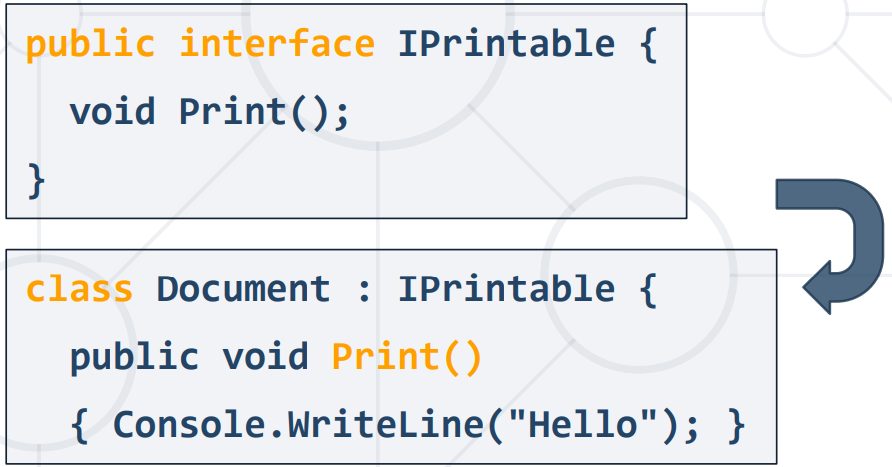 public interface IPrintable {
void Print();
}
class Document : IPrintable {
public void Print()
{ Console.WriteLine("Hello"); }